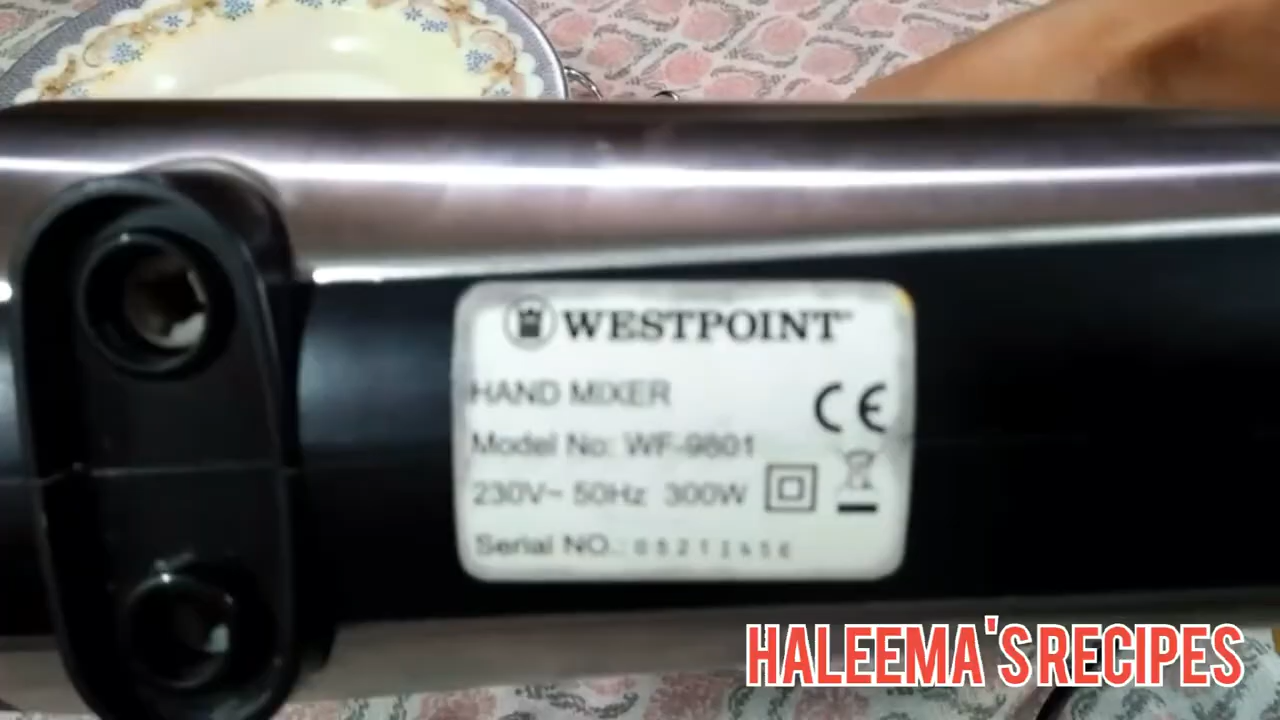 WESTPOINT
HAND MIXER
CE
Model No: WF-9801
230V~ 50Hz 300W
Serial NO.:
HALEEMA'S RECIPES